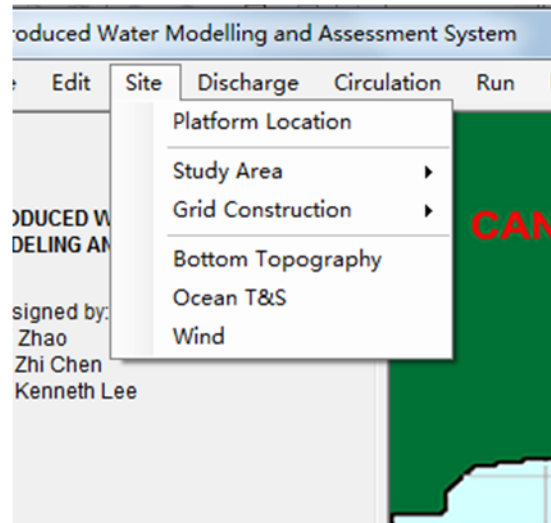 roduced Water Modelling and Assessment System
Edit Site Discharge Circulation Run
Platform Location
Study Area
Grid Construction
Bottom Topography
Ocean T&S
Wind
ODUCED W
DELING AN
signed by:
Zhao
Zhi Chen
Kenneth Lee
CAN